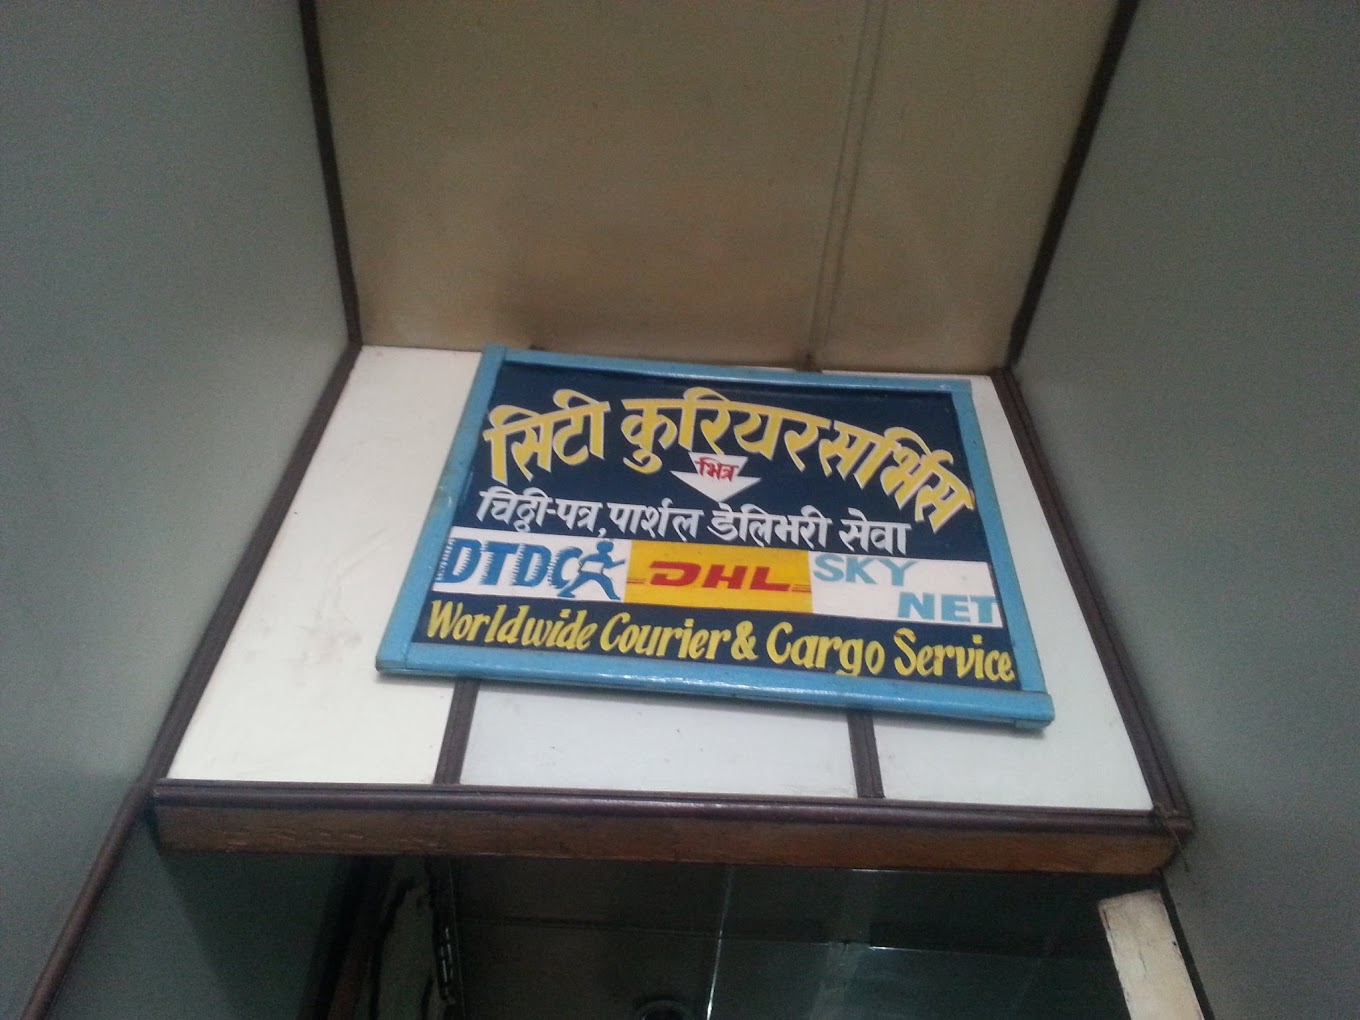 सिटी कुरियर सर्भिस
भित्र
चिठ्ठी-पत्र, पार्शल डेलिभरी सेवा
DTDC DHL SKY NET
Worldwide Courier & Cargo Service